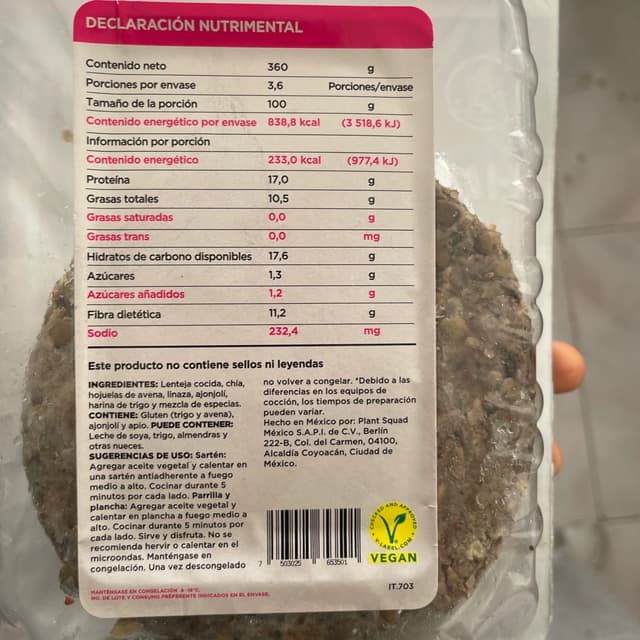 DECLARACIÓN NUTRIMENTAL
Contenido neto 360 g
Porciones por envase 3,6 Porciones/envase
Tamaño de la porción 100 g
Contenido energético por envase 838,8 kcal (3 518,6 kJ)
Información por porción
Contenido energético 233,0 kcal (977,4 kJ)
Proteína 17,0 g
Grasas totales 10,5 g
Grasas saturadas 0,0 g
Grasas trans 0,0 mg
Hidratos de carbono disponibles 17,6 g
Azúcares 1,3 g
Azúcares añadidos 1,2 g
Fibra dietética 11,2 g
Sodio 232,4 mg
Este producto no contiene sellos ni leyendas
INGREDIENTES: Lenteja cocida, chía,
hojuelas de avena, linaza, ajonjolí,
harina de trigo y mezcla de especias.
CONTIENE: Gluten (trigo y avena),
ajonjolí y apio. PUEDE CONTENER:
Leche de soya, trigo, almendras y
otras nueces.
SUGERENCIAS DE USO: Sartén:
Agregar aceite vegetal y calentar en
una sartén antiadherente a fuego
medio a alto. Cocinar durante 5
minutos por cada lado. Parrilla y
plancha: Agregar aceite vegetal y
calentar en plancha a fuego medio a
alto. Cocinar durante 5 minutos por
cada lado. Sirve y disfruta. No se
recomienda hervir o calentar en el
microondas. Manténgase en
congelación. Una vez descongelado
no volver a congelar. *Debido a las
diferencias en los equipos de
cocción, los tiempos de preparación
pueden variar.
Hecho en México por: Plant Squad
México S.A.P.I. de C.V., Berlín
222-B, Col. del Carmen, 04100,
Alcaldía Coyoacán, Ciudad de
México.
7 503025 653501
CHECKED AND APPROVED
V-LABEL.COM
VEGAN
IT.703
MANTÉNGASE EN CONGELACIÓN A -18°C.
NO. DE LOTE Y CONSUMO PREFERENTE INDICADOS EN EL ENVASE.